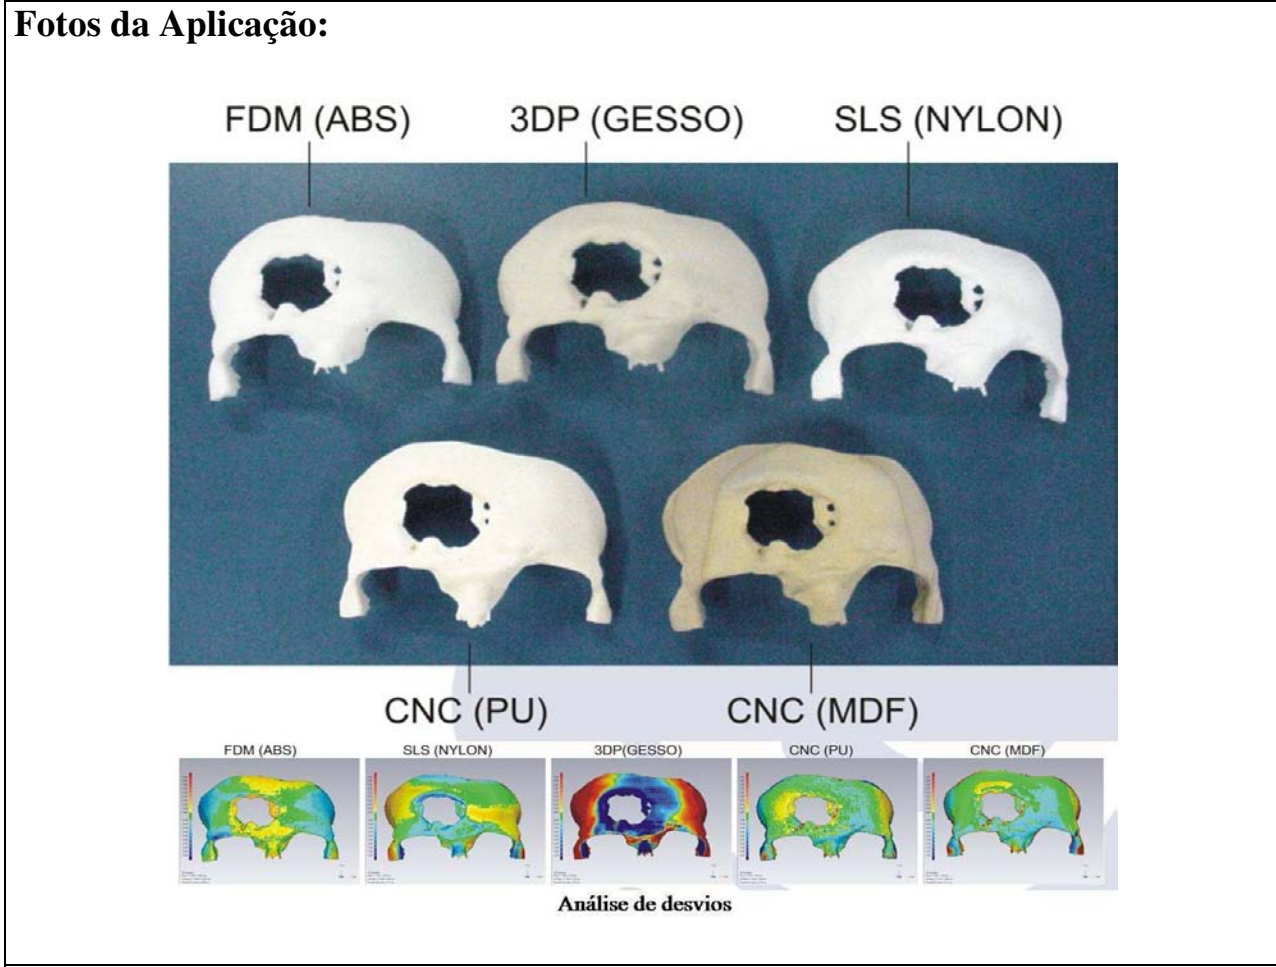 Fotos da Aplicação:
FDM (ABS) 3DP (GESSO) SLS (NYLON)
CNC (PU) CNC (MDF)
FDM (ABS) SLS (NYLON) 3DP(GESSO) CNC (PU) CNC (MDF)
Análise de desvios